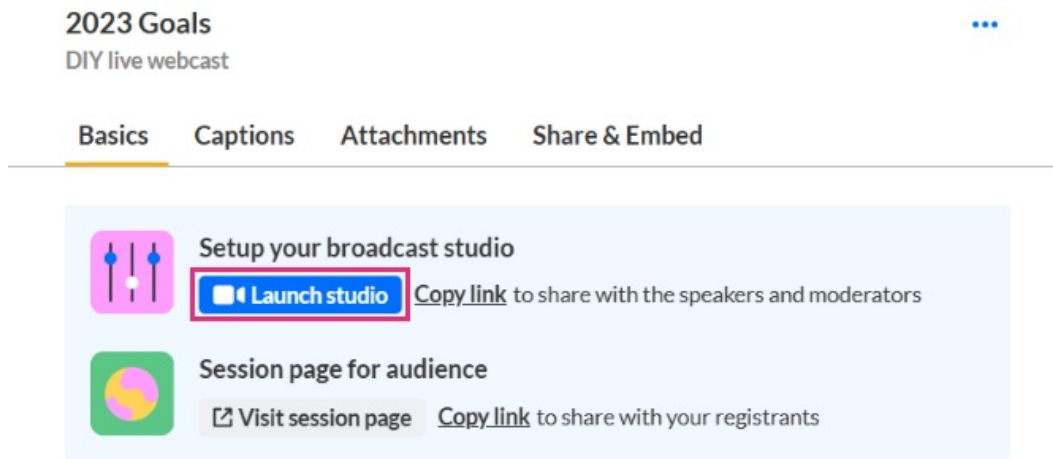 2023 Goals
DIY live webcast
Basics Captions Attachments Share & Embed
Setup your broadcast studio
Launch studio Copy link to share with the speakers and moderators
Session page for audience
Visit session page Copy link to share with your registrants